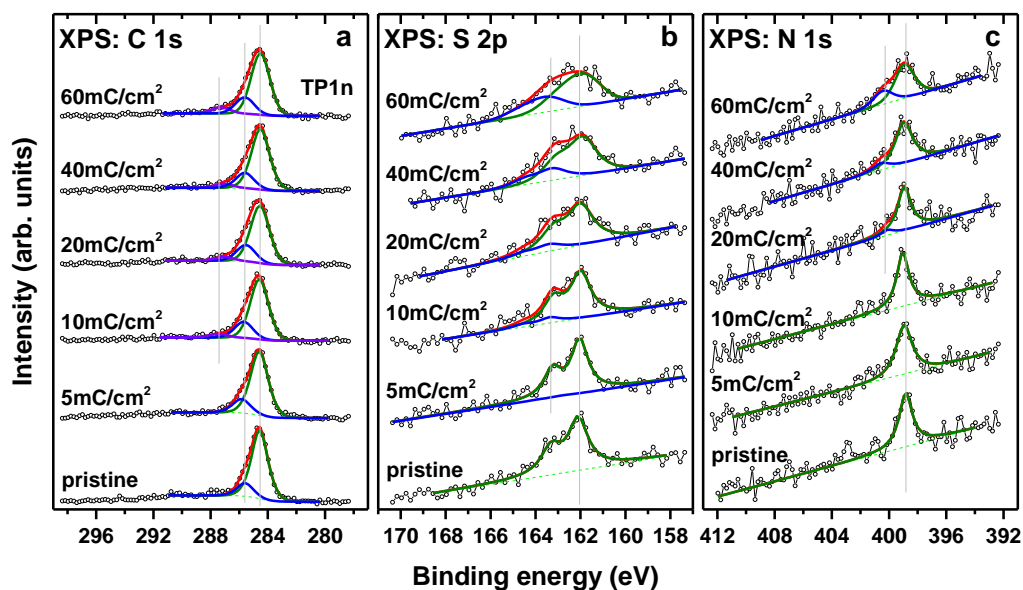 XPS: C 1s
a
TP1n
60mC/cm²
40mC/cm²
20mC/cm²
10mC/cm²
5mC/cm²
pristine
296 292 288 284 280
XPS: S 2p
b
60mC/cm²
40mC/cm²
20mC/cm²
10mC/cm²
5mC/cm²
pristine
170 168 166 164 162 160 158
XPS: N 1s
c
60mC/cm²
40mC/cm²
20mC/cm²
10mC/cm²
5mC/cm²
pristine
412 408 404 400 396 392
Intensity (arb. units)
Binding energy (eV)